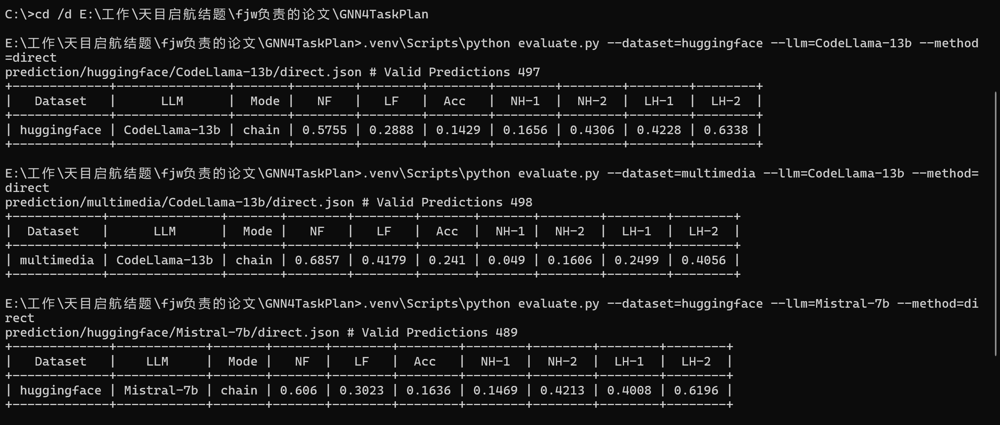 C:\>cd /d E:\工作\天目启航结题\fjw负责的论文\GNN4TaskPlan
E:\工作\天目启航结题\fjw负责的论文\GNN4TaskPlan>.venv\Scripts\python evaluate.py --dataset=huggingface --llm=CodeLlama-13b --method
=direct
prediction/huggingface/CodeLlama-13b/direct.json # Valid Predictions 497
+-------------+---------------+-------+--------+--------+--------+--------+--------+--------+--------+
|   Dataset   |      LLM      |  Mode |   NF   |   LF   |  Acc   |  NH-1  |  NH-2  |  LH-1  |  LH-2  |
+-------------+---------------+-------+--------+--------+--------+--------+--------+--------+--------+
| huggingface | CodeLlama-13b | chain | 0.5755 | 0.2888 | 0.1429 | 0.1656 | 0.4306 | 0.4228 | 0.6338 |
+-------------+---------------+-------+--------+--------+--------+--------+--------+--------+--------+
E:\工作\天目启航结题\fjw负责的论文\GNN4TaskPlan>.venv\Scripts\python evaluate.py --dataset=multimedia --llm=CodeLlama-13b --method=
direct
prediction/multimedia/CodeLlama-13b/direct.json # Valid Predictions 498
+------------+---------------+-------+--------+--------+-------+-------+--------+--------+--------+
|  Dataset   |      LLM      |  Mode |   NF   |   LF   |  Acc  |  NH-1 |  NH-2  |  LH-1  |  LH-2  |
+------------+---------------+-------+--------+--------+-------+-------+--------+--------+--------+
| multimedia | CodeLlama-13b | chain | 0.6857 | 0.4179 | 0.241 | 0.049 | 0.1606 | 0.2499 | 0.4056 |
+------------+---------------+-------+--------+--------+-------+-------+--------+--------+--------+
E:\工作\天目启航结题\fjw负责的论文\GNN4TaskPlan>.venv\Scripts\python evaluate.py --dataset=huggingface --llm=Mistral-7b --method=di
rect
prediction/huggingface/Mistral-7b/direct.json # Valid Predictions 489
+-------------+------------+-------+-------+--------+--------+--------+--------+--------+--------+
|   Dataset   |    LLM     |  Mode |   NF  |   LF   |  Acc   |  NH-1  |  NH-2  |  LH-1  |  LH-2  |
+-------------+------------+-------+-------+--------+--------+--------+--------+--------+--------+
| huggingface | Mistral-7b | chain | 0.606 | 0.3023 | 0.1636 | 0.1469 | 0.4213 | 0.4008 | 0.6196 |
+-------------+------------+-------+-------+--------+--------+--------+--------+--------+--------+